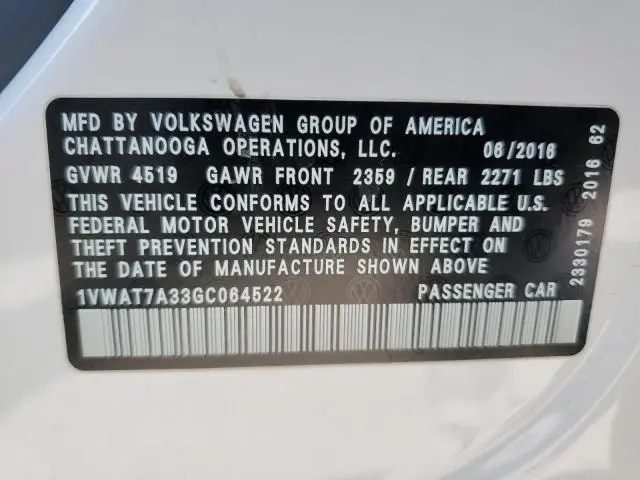 MFD BY VOLKSWAGEN GROUP OF AMERICA
CHATTANOOGA OPERATIONS, LLC. 06/2016
GVWR 4519 GAWR FRONT 2359 / REAR 2271 LBS
THIS VEHICLE CONFORMS TO ALL APPLICABLE U.S.
FEDERAL MOTOR VEHICLE SAFETY, BUMPER AND
THEFT PREVENTION STANDARDS IN EFFECT ON
THE DATE OF MANUFACTURE SHOWN ABOVE
1VWAT7A33GC064522 PASSENGER CAR
2330179 2016 62